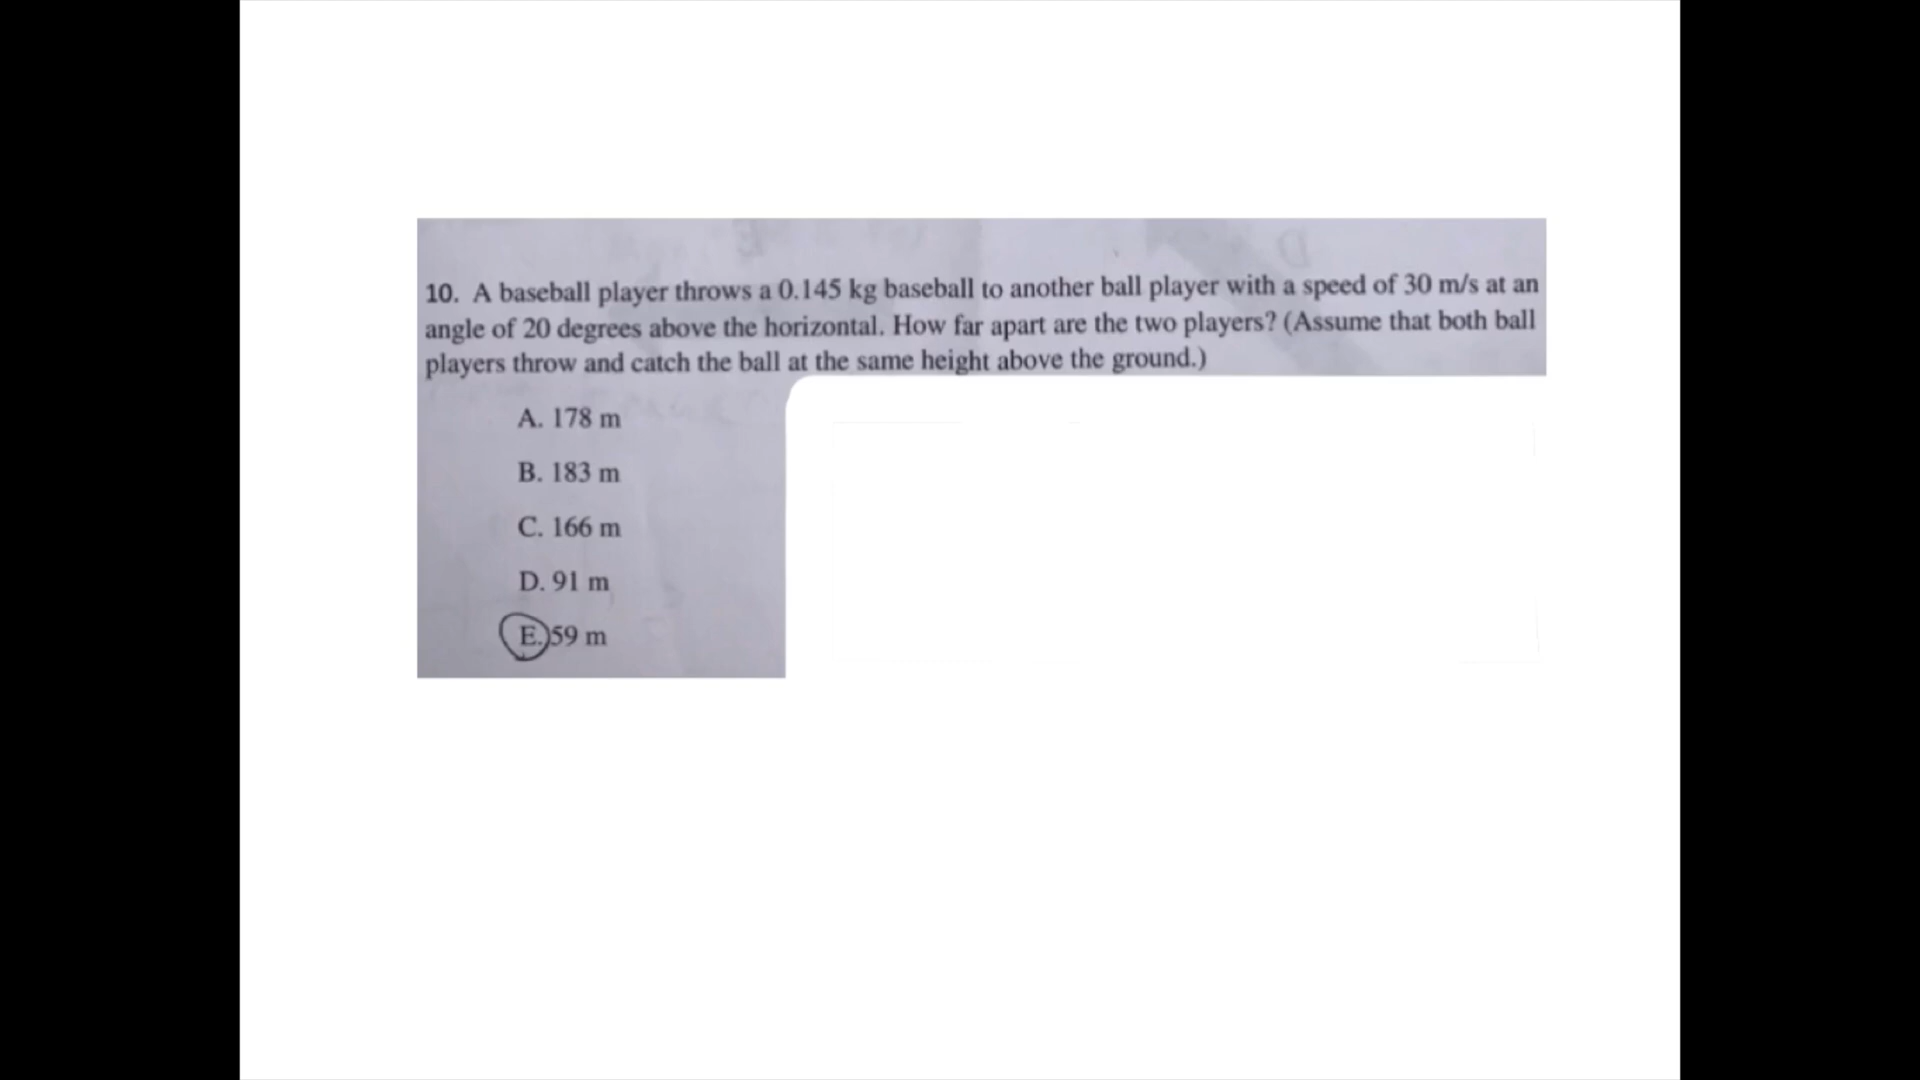 10. A baseball player throws a 0.145 kg baseball to another ball player with a speed of 30 m/s at an
angle of 20 degrees above the horizontal. How far apart are the two players? (Assume that both ball
players throw and catch the ball at the same height above the ground.)
A. 178 m
B. 183 m
C. 166 m
D. 91 m
E. 59 m